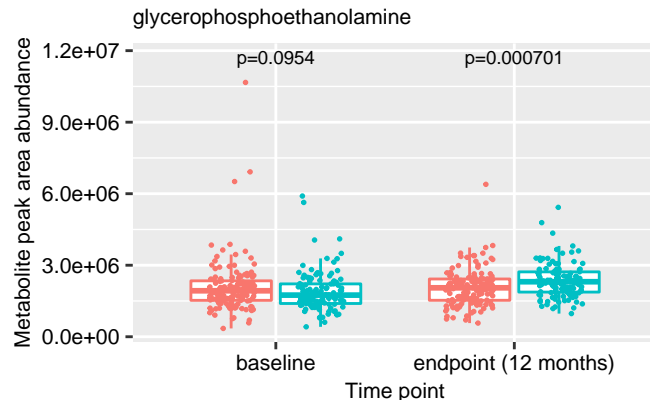 glycerophosphoethanolamine
1.2e+07
9.0e+06
6.0e+06
3.0e+06
0.0e+00
Metabolite peak area abundance
p=0.0954
p=0.000701
baseline
endpoint (12 months)
Time point